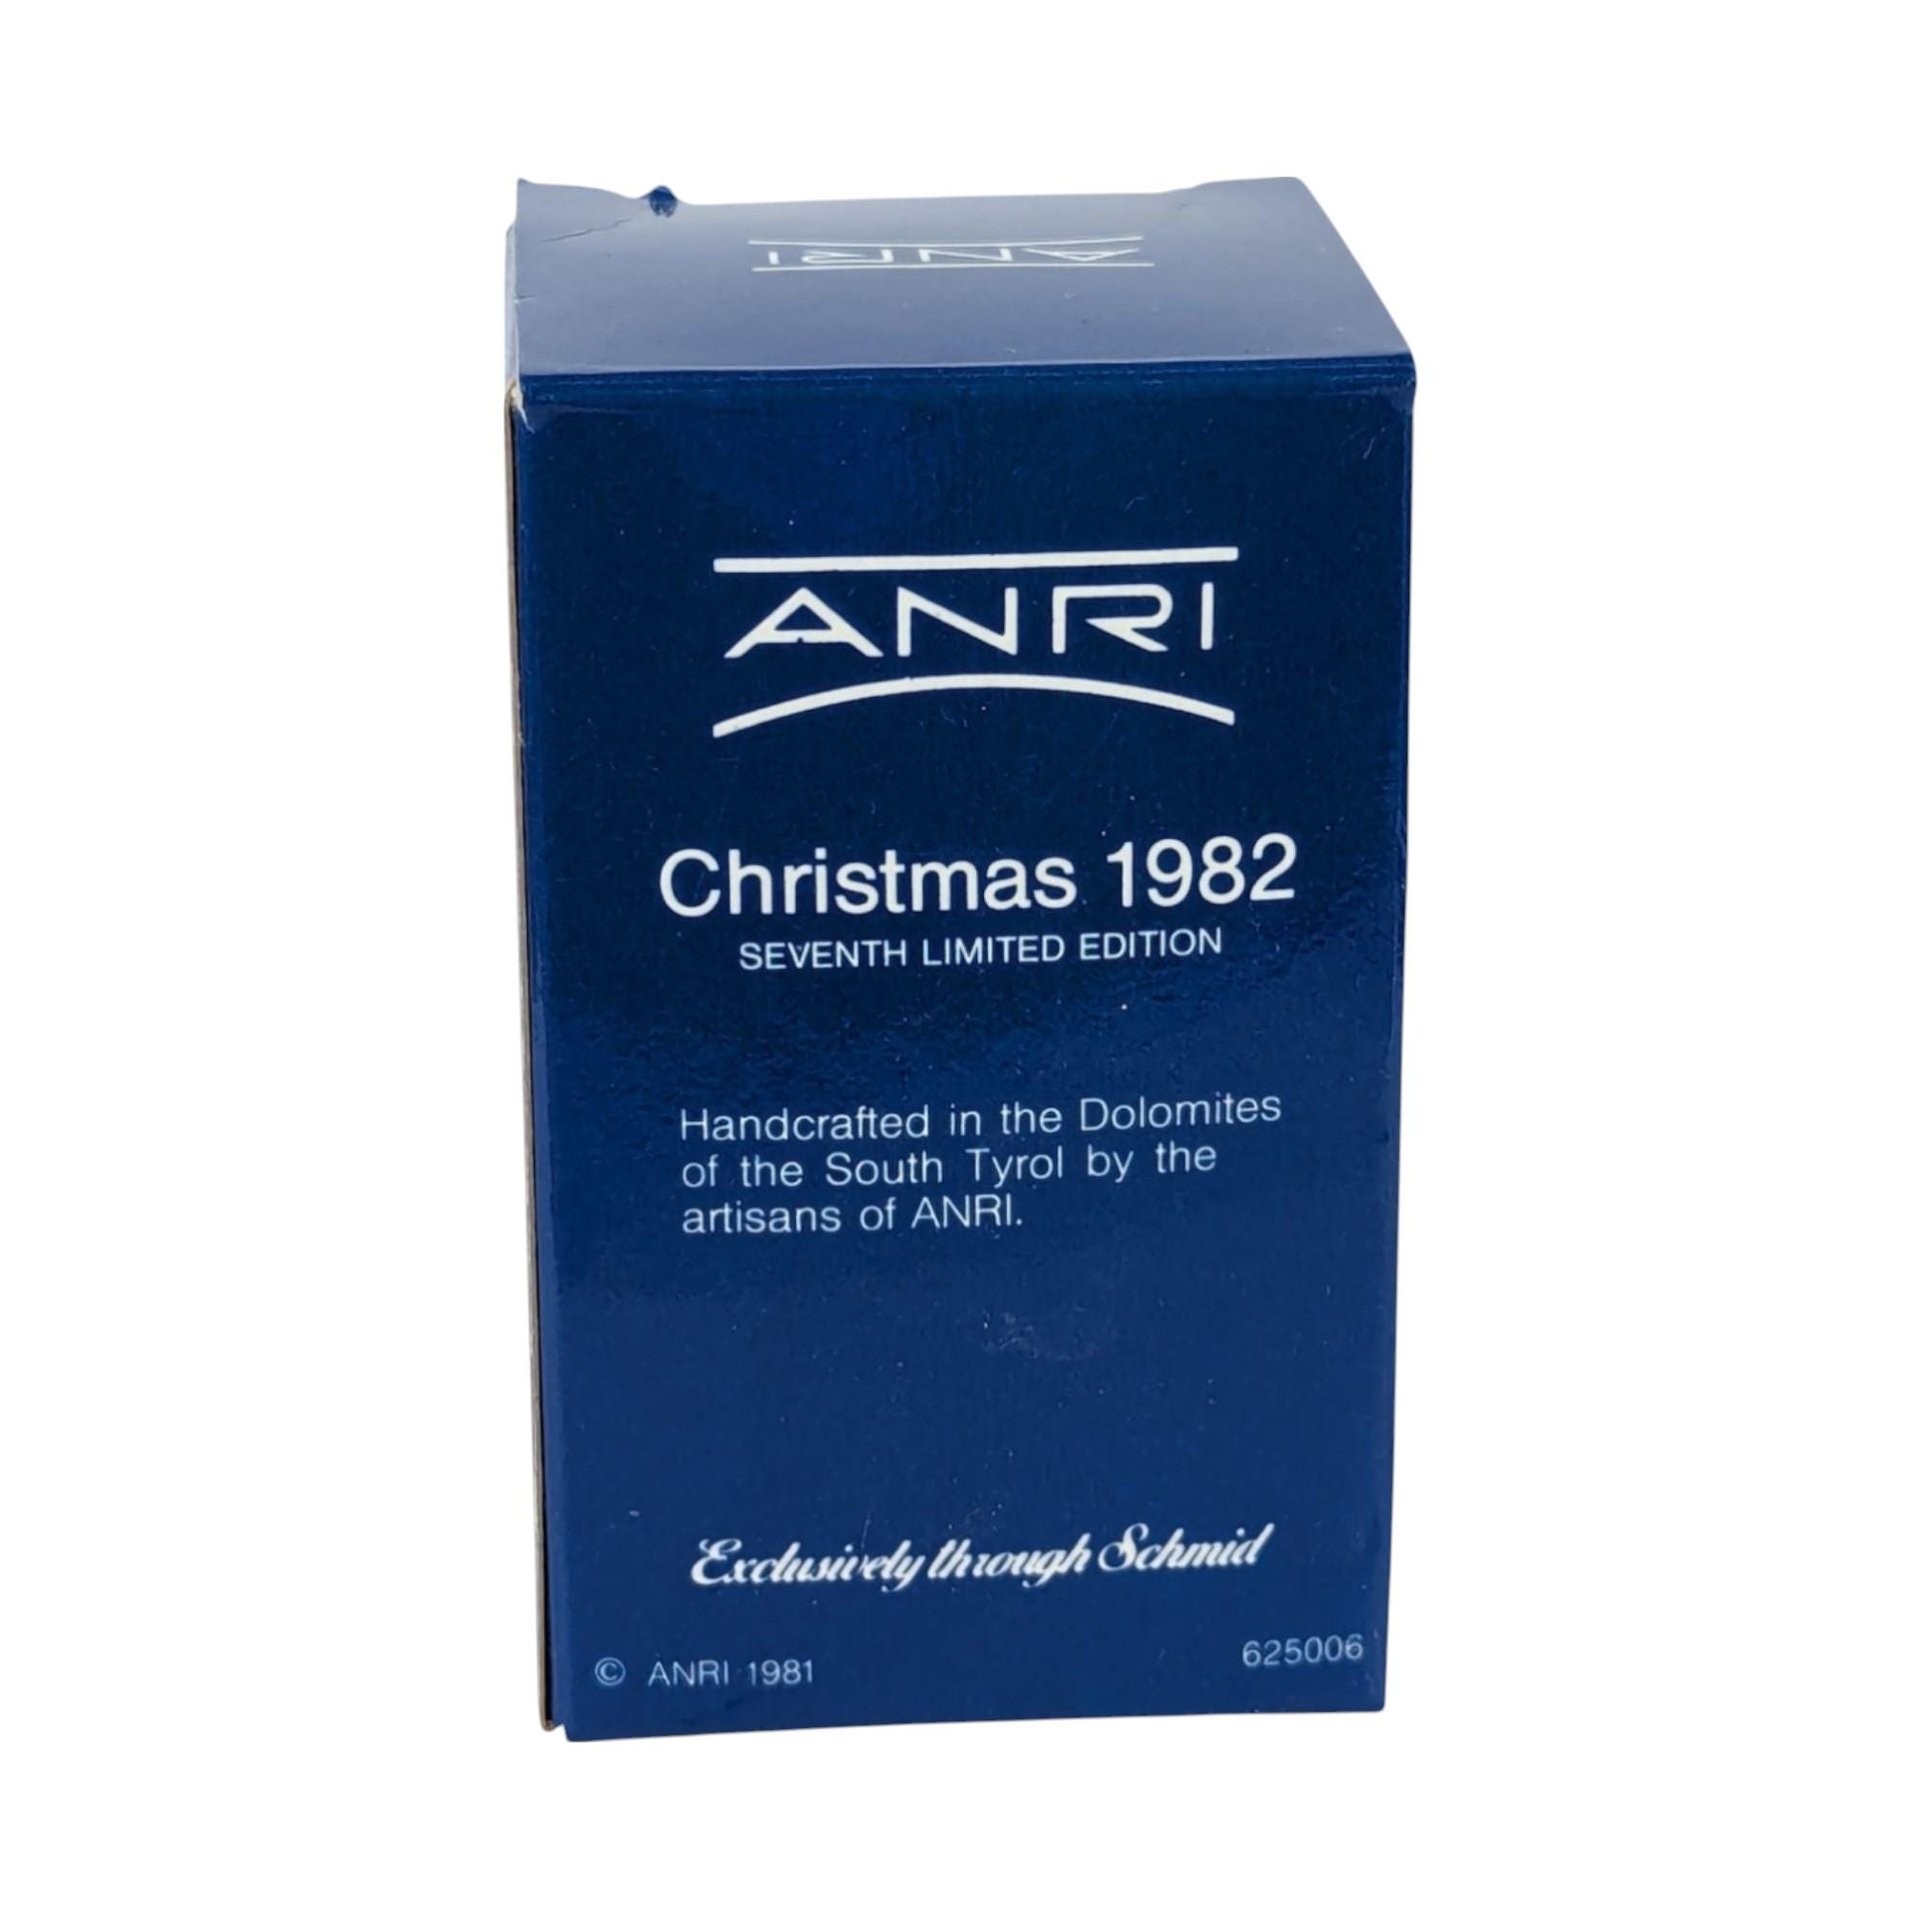 ANRI
ANRI
Christmas 1982
SEVENTH LIMITED EDITION
Handcrafted in the Dolomites
of the South Tyrol by the
artisans of ANRI.
Exclusively through Schmid
© ANRI 1981
625006